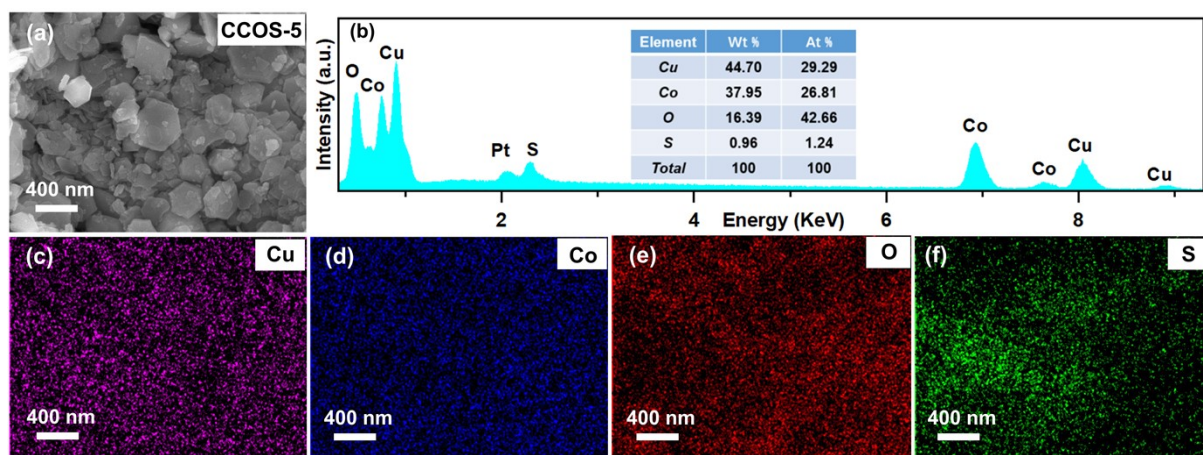 (a)
CCOS-5
400 nm
(b)
Intensity (a.u.)
O
Co
Cu
Pt
S
Co
Co
Cu
Cu
Element Wt % At %
Cu 44.70 29.29
Co 37.95 26.81
O 16.39 42.66
S 0.96 1.24
Total 100 100
2 4 6 8
Energy (KeV)
(c)
Cu
400 nm
(d)
Co
400 nm
(e)
O
400 nm
(f)
S
400 nm